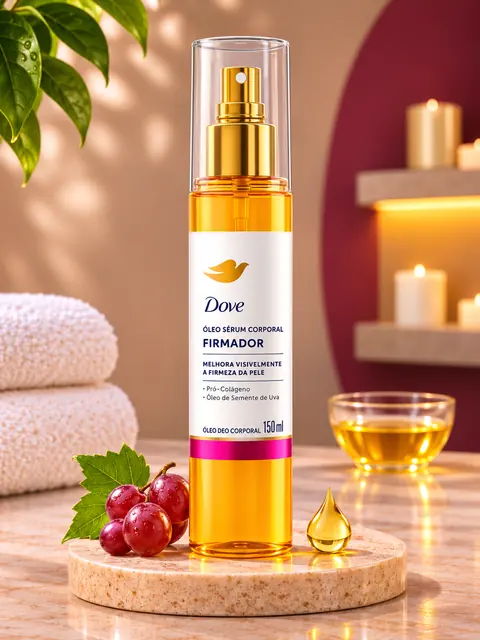 Dove
ÓLEO SÉRUM CORPORAL
FIRMADOR
MELHORA VISIVELMENTE
A FIRMEZA DA PELE
• Pró-Colágeno
• Óleo de Semente de Uva
ÓLEO DEO CORPORAL 150 ml